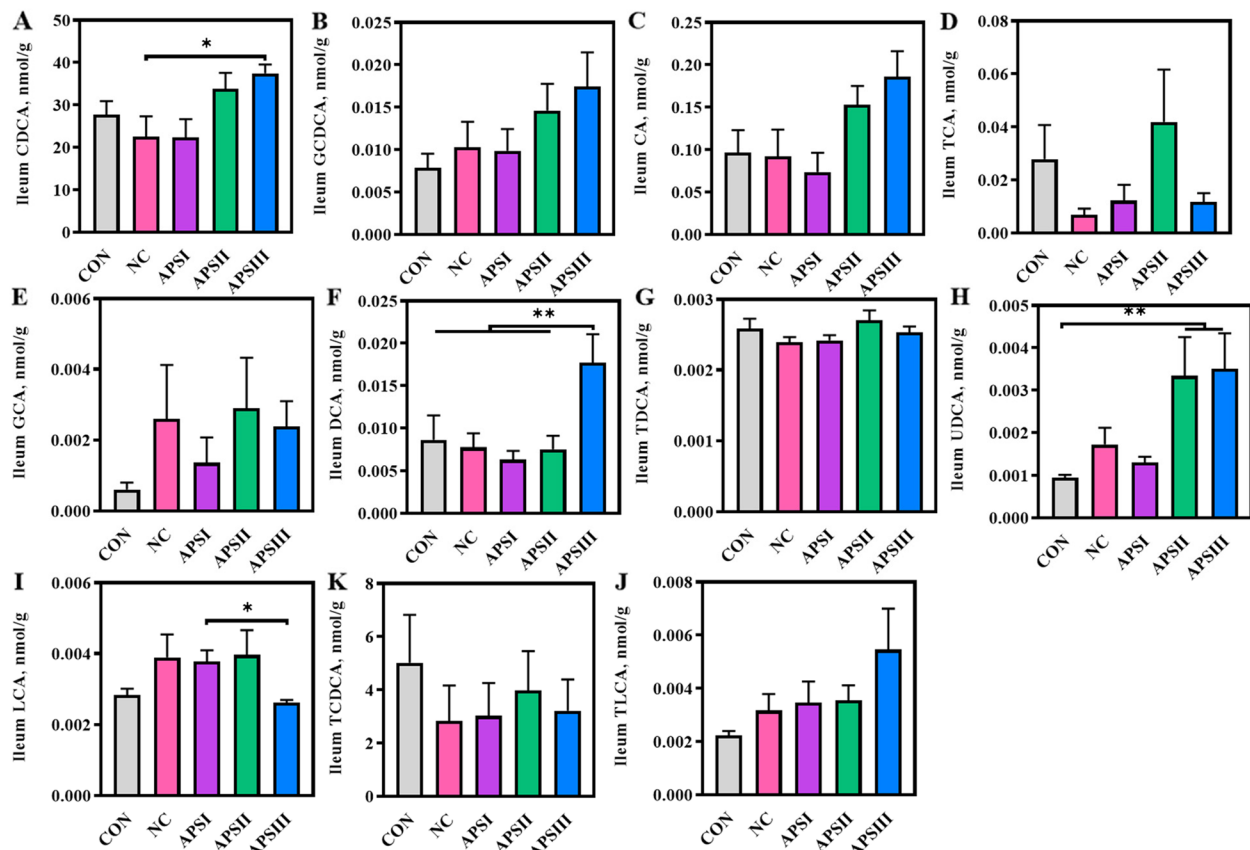 A
Ileum CDCA, nmol/g
50
40
30
20
10
0
*
CON
NC
APSI
APSII
APSIII
B
Ileum GCDCA, nmol/g
0.025
0.020
0.015
0.010
0.005
0.000
CON
NC
APSI
APSII
APSIII
C
Ileum CA, nmol/g
0.25
0.20
0.15
0.10
0.05
0.00
CON
NC
APSI
APSII
APSIII
D
Ileum TCA, nmol/g
0.08
0.06
0.04
0.02
0.00
CON
NC
APSI
APSII
APSIII
E
Ileum GCA, nmol/g
0.006
0.004
0.002
0.000
CON
NC
APSI
APSII
APSIII
F
Ileum DCA, nmol/g
0.025
0.020
0.015
0.010
0.005
0.000
**
CON
NC
APSI
APSII
APSIII
G
Ileum TDCA, nmol/g
0.003
0.002
0.001
0.000
CON
NC
APSI
APSII
APSIII
H
Ileum UDCA, nmol/g
0.005
0.004
0.003
0.002
0.001
0.000
**
CON
NC
APSI
APSII
APSIII
I
Ileum LCA, nmol/g
0.006
0.004
0.002
0.000
*
CON
NC
APSI
APSII
APSIII
K
Ileum TCDCA, nmol/g
8
6
4
2
0
CON
NC
APSI
APSII
APSIII
J
Ileum TLCA, nmol/g
0.008
0.006
0.004
0.002
0.000
CON
NC
APSI
APSII
APSIII